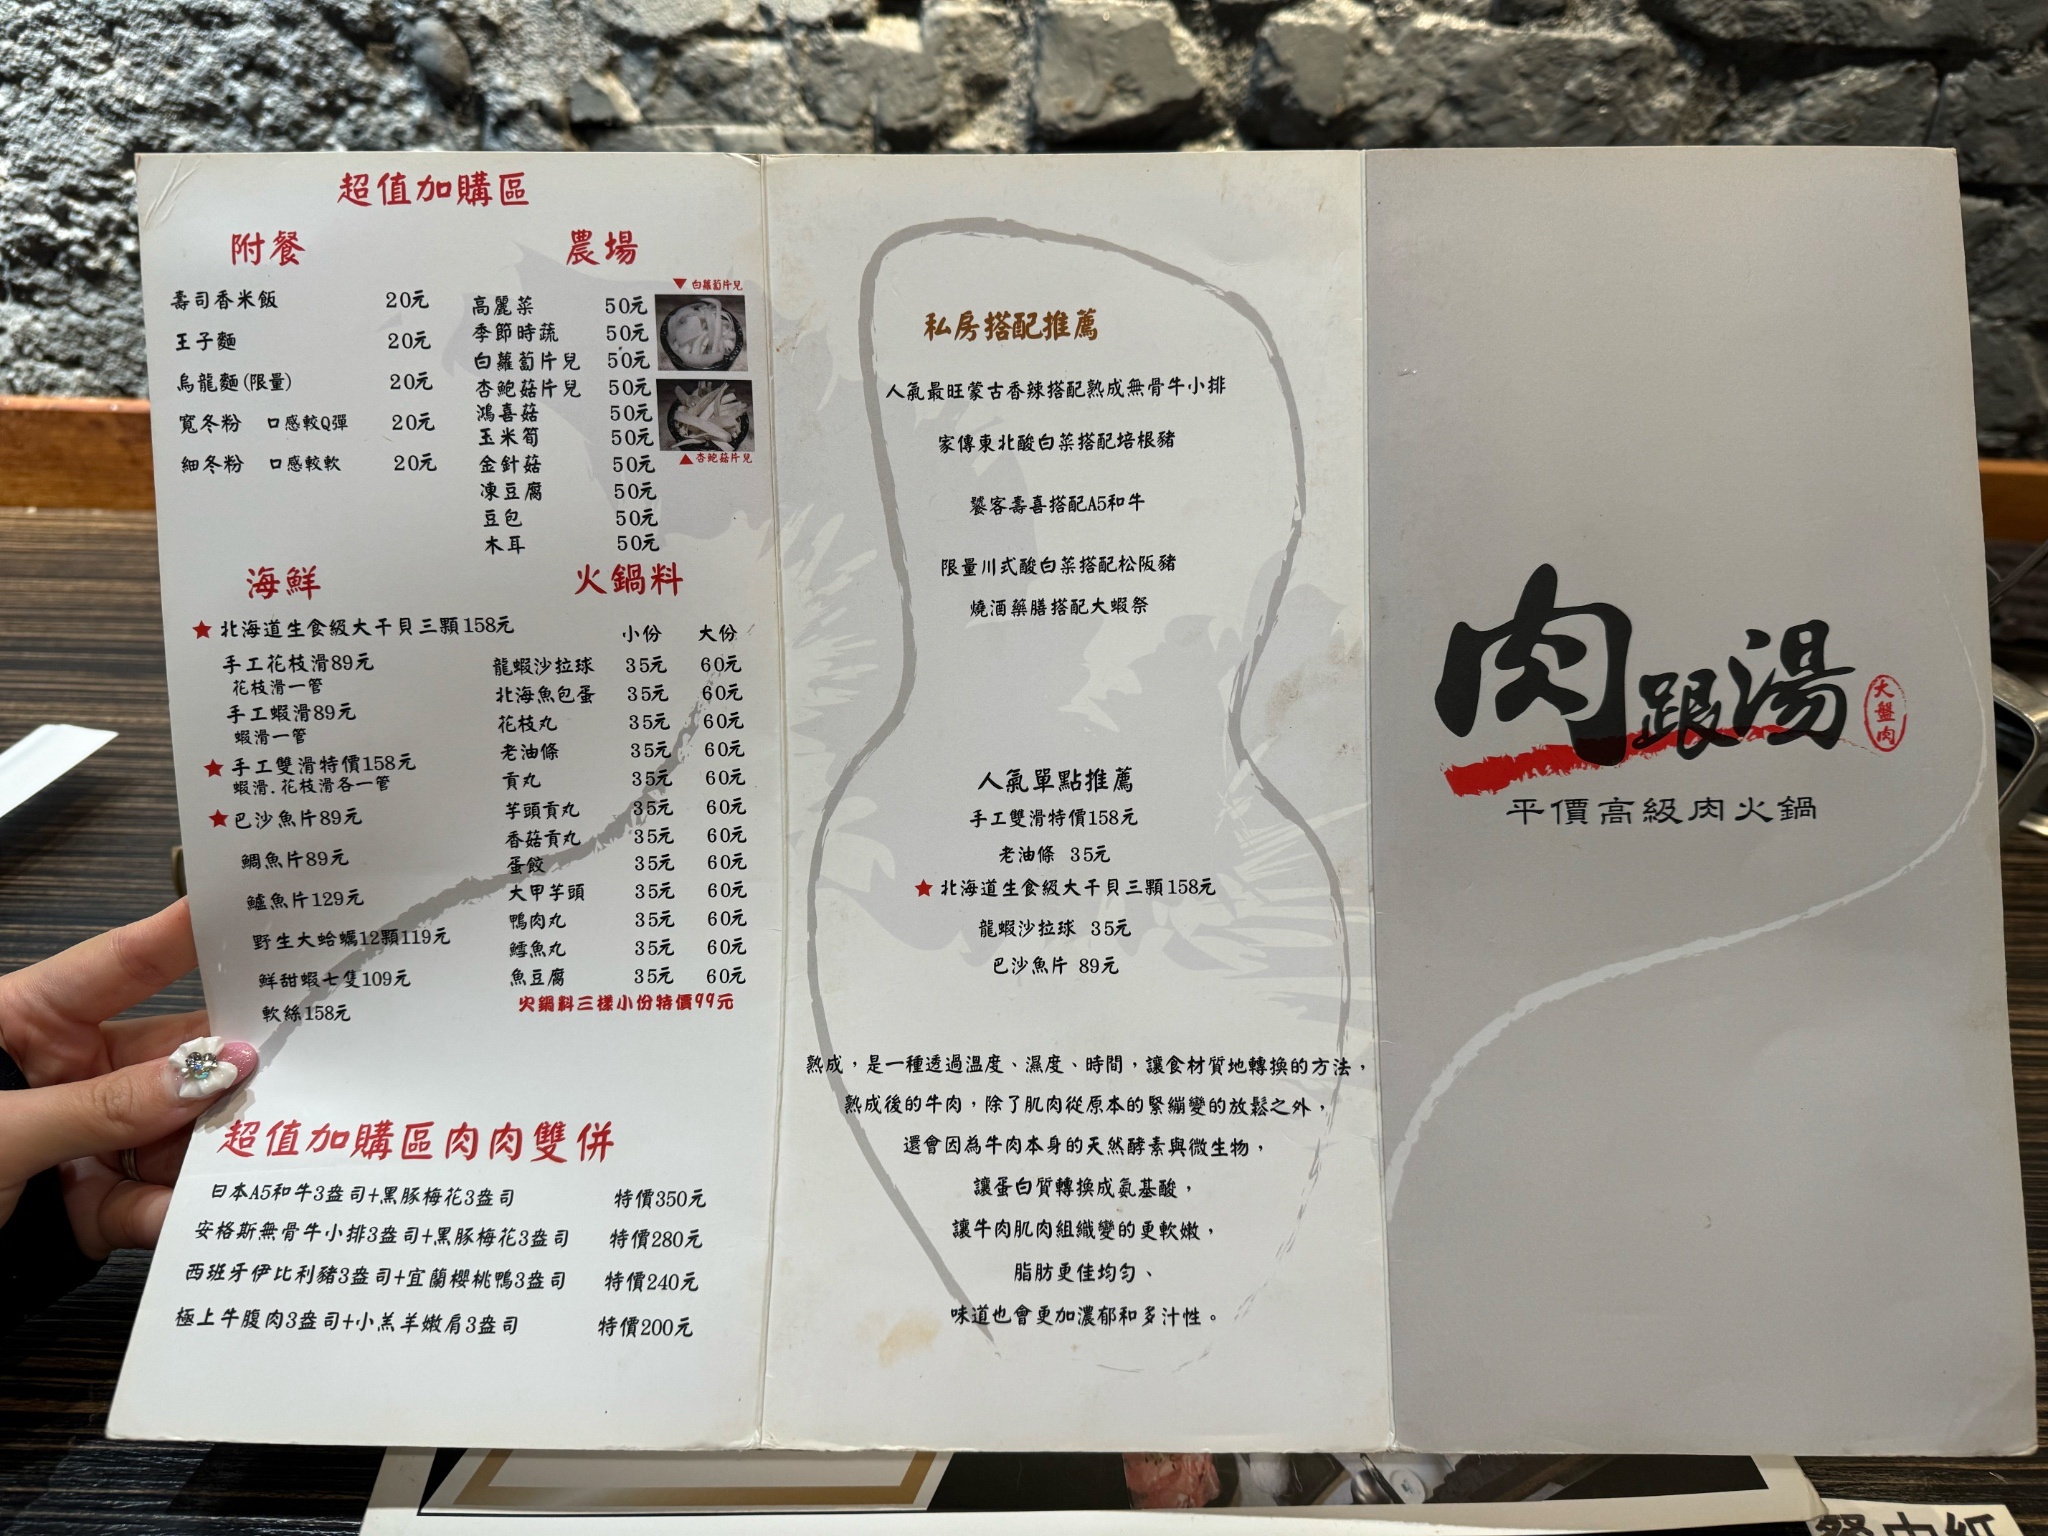 超值加購區
附餐
壽司香米飯 20元
王子麵 20元
烏龍麵(限量) 20元
寬冬粉 口感較Q彈 20元
細冬粉 口感較軟 20元
農場
▼白蘿蔔片兒
高麗菜 50元
季節時蔬 50元
白蘿蔔片兒 50元
杏鮑菇片兒 50元
鴻喜菇 50元
玉米筍 50元
金針菇 50元
凍豆腐 50元
豆包 50元
木耳 50元
▲杏鮑菇片兒
海鮮
★北海道生食級大干貝三顆158元
手工花枝滑89元
花枝滑一管
手工蝦滑89元
蝦滑一管
★手工雙滑特價158元
蝦滑.花枝滑各一管
★巴沙魚片89元
鯛魚片89元
鱸魚片129元
野生大蛤蠣12顆119元
鮮甜蝦七隻109元
軟絲158元
火鍋料
小份 大份
龍蝦沙拉球 35元 60元
北海魚包蛋 35元 60元
花枝丸 35元 60元
老油條 35元 60元
貢丸 35元 60元
芋頭貢丸 35元 60元
香菇貢丸 35元 60元
蛋餃 35元 60元
大甲芋頭 35元 60元
鴨肉丸 35元 60元
鱈魚丸 35元 60元
魚豆腐 35元 60元
火鍋料三樣小份特價99元
超值加購區肉肉雙併
日本A5和牛3盎司+黑豚梅花3盎司 特價350元
安格斯無骨牛小排3盎司+黑豚梅花3盎司 特價280元
西班牙伊比利豬3盎司+宜蘭櫻桃鴨3盎司 特價240元
極上牛腹肉3盎司+小羔羊嫩肩3盎司 特價200元
私房搭配推薦
人氣最旺蒙古香辣搭配熟成無骨牛小排
家傳東北酸白菜搭配培根豬
饕客壽喜搭配A5和牛
限量川式酸白菜搭配松阪豬
燒酒藥膳搭配大蝦祭
人氣單點推薦
手工雙滑特價158元
老油條 35元
★北海道生食級大干貝三顆158元
龍蝦沙拉球 35元
巴沙魚片 89元
熟成，是一種透過溫度、濕度、時間，讓食材質地轉換的方法，
熟成後的牛肉，除了肌肉從原本的緊繃變的放鬆之外，
還會因為牛肉本身的天然酵素與微生物，
讓蛋白質轉換成氨基酸，
讓牛肉肌肉組織變的更軟嫩，
脂肪更佳均勻、
味道也會更加濃郁和多汁性。
肉跟湯
大盤肉
平價高級肉火鍋